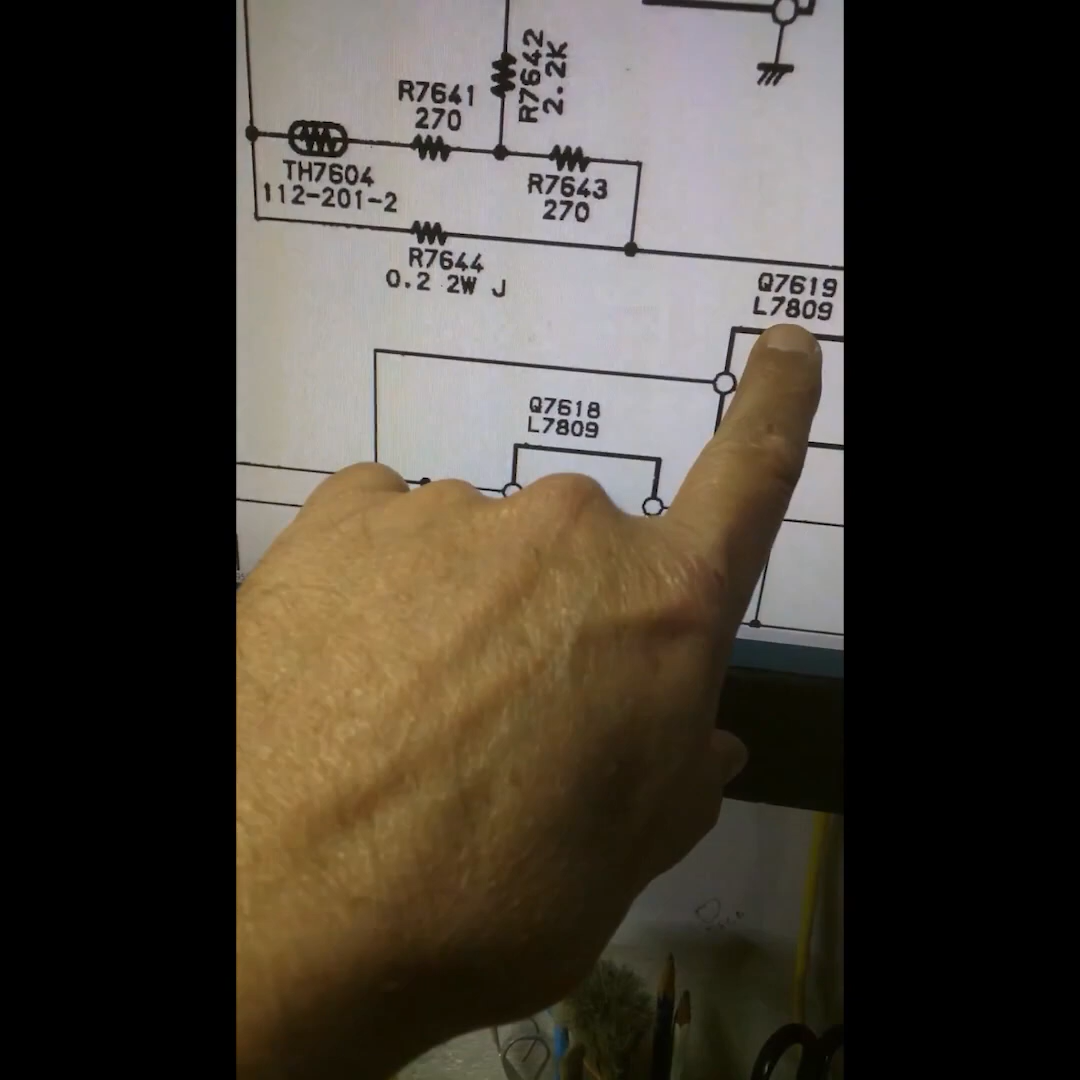 R7642
2.2K
R7641
270
TH7604
112-201-2
R7643
270
R7644
0.2 2W J
Q7619
L7809
Q7618
L7809